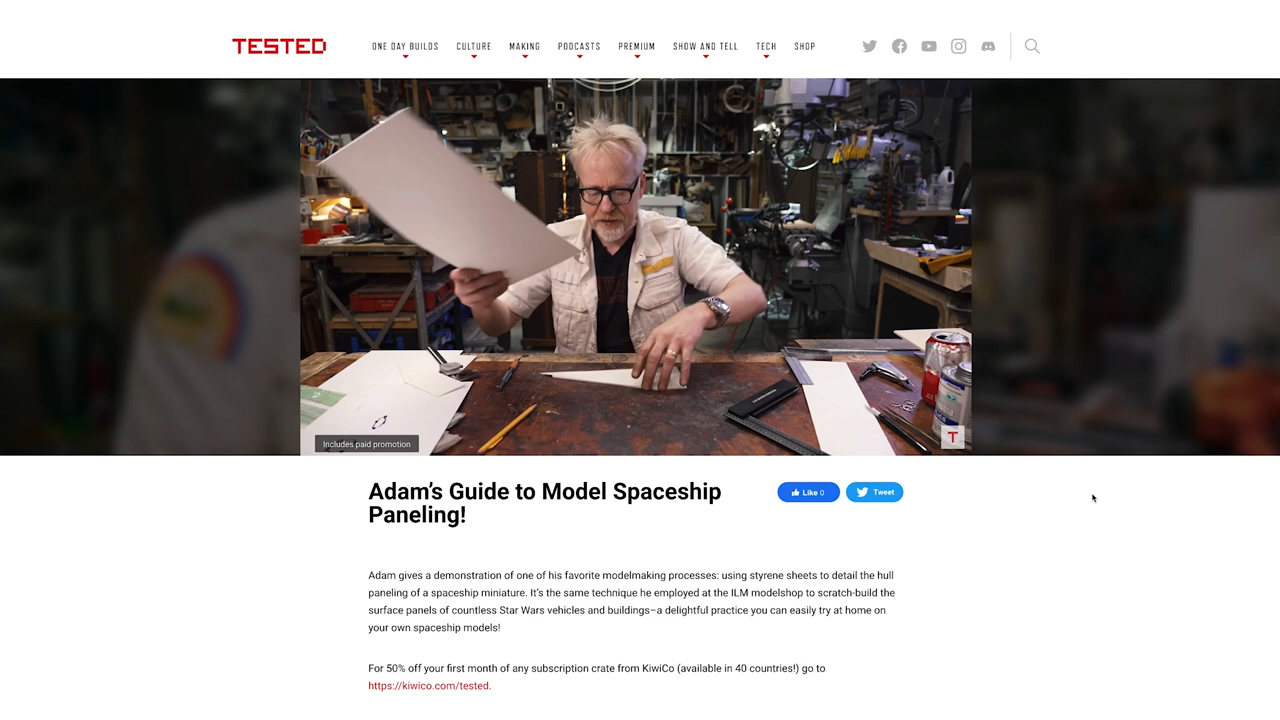 TESTED
ONE DAY BUILDS CULTURE MAKING PODCASTS PREMIUM SHOW AND TELL TECH SHOP
Includes paid promotion
T
Adam's Guide to Model Spaceship
Paneling!
Like 0
Tweet
Adam gives a demonstration of one of his favorite modelmaking processes: using styrene sheets to detail the hull
paneling of a spaceship miniature. It's the same technique he employed at the ILM modelshop to scratch-build the
surface panels of countless Star Wars vehicles and buildings–a delightful practice you can easily try at home on
your own spaceship models!
For 50% off your first month of any subscription crate from KiwiCo (available in 40 countries!) go to
https://kiwico.com/tested.